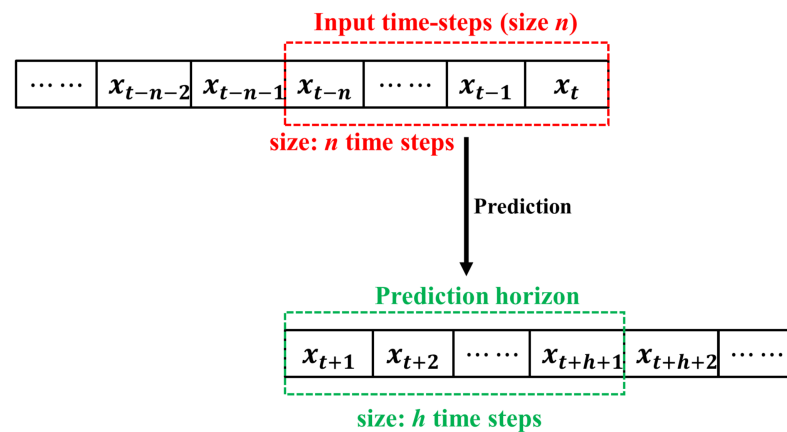 Input time-steps (size n)
…… x_{t-n-2} x_{t-n-1} x_{t-n} …… x_{t-1} x_t
size: n time steps
Prediction
Prediction horizon
x_{t+1} x_{t+2} …… x_{t+h+1} x_{t+h+2} ……
size: h time steps